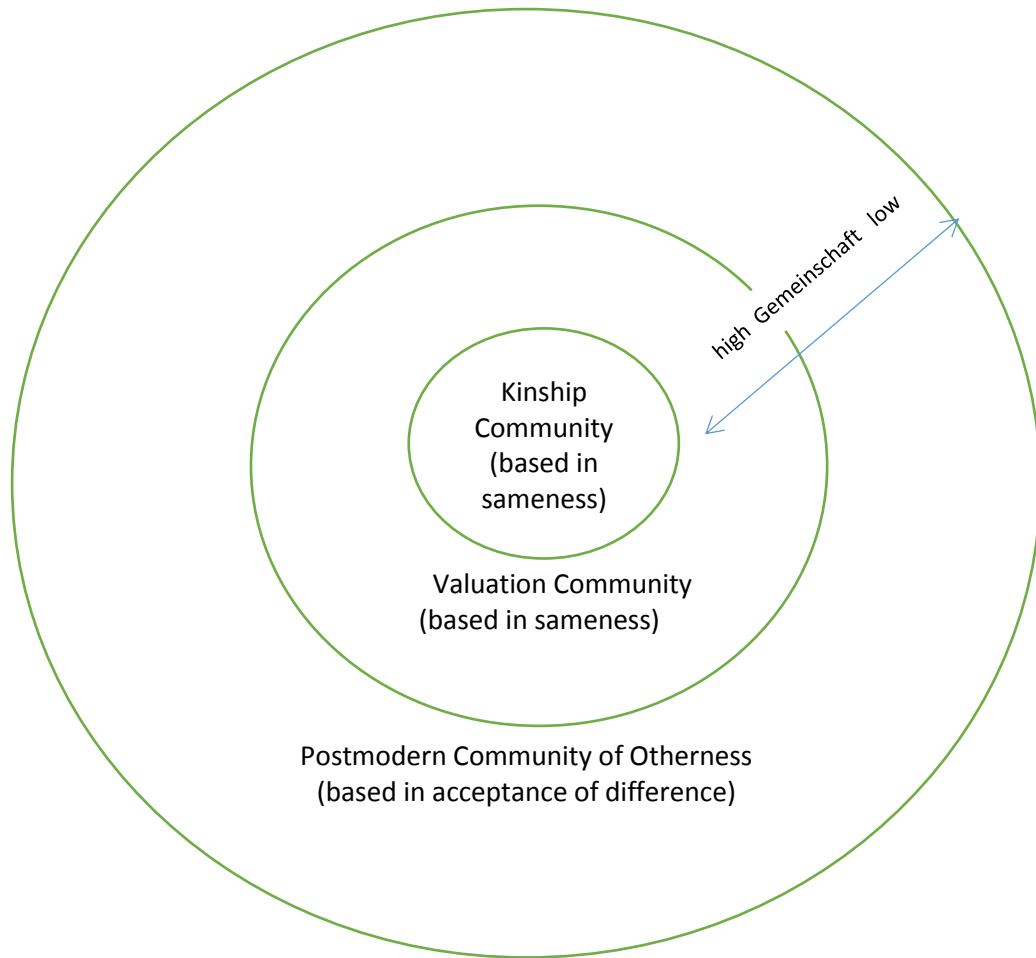 high Gemeinschaft low
Kinship
Community
(based in
sameness)
Valuation Community
(based in sameness)
Postmodern Community of Otherness
(based in acceptance of difference)